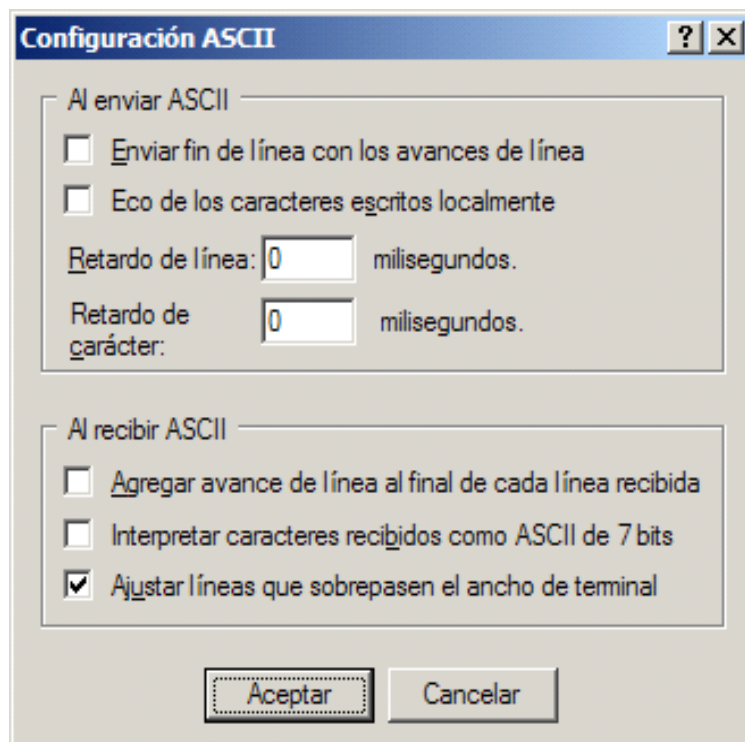 Configuración ASCII
Al enviar ASCII
Enviar fin de línea con los avances de línea
Eco de los caracteres escritos localmente
Retardo de línea: 0 milisegundos.
Retardo de carácter: 0 milisegundos.
Al recibir ASCII
Agregar avance de línea al final de cada línea recibida
Interpretar caracteres recibidos como ASCII de 7 bits
Ajustar líneas que sobrepasen el ancho de terminal
Aceptar Cancelar